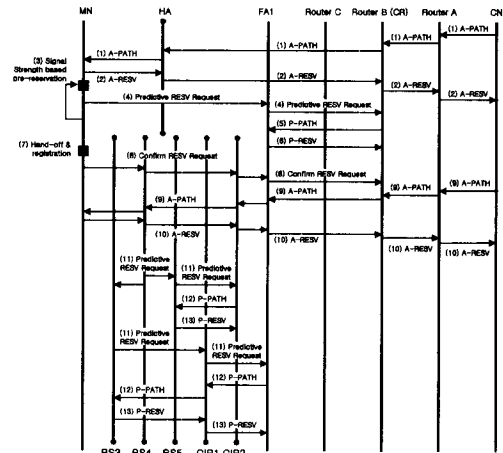 MN HA FA1 Router C Router B (CR) Router A CN
(1) A-PATH
(1) A-PATH
(1) A-PATH
(1) A-PATH
(3) Signal
Strength based
pre-reservation
(2) A-RESV
(2) A-RESV
(2) A-RESV
(2) A-RESV
(4) Predictive RESV Request
(4) Predictive RESV Request
(5) P-PATH
(6) P-RESV
(7) Hand-off &
registration
(8) Confirm RESV Request
(8) Confirm RESV Request
(9) A-PATH
(9) A-PATH
(9) A-PATH
(9) A-PATH
(10) A-RESV
(10) A-RESV
(10) A-RESV
(10) A-RESV
(11) Predictive
RESV Request
(11) Predictive
RESV Request
(12) P-PATH
(13) P-RESV
(11) Predictive
RESV Request
(11) Predictive
RESV Request
(12) P-PATH
(12) P-PATH
(13) P-RESV
(13) P-RESV
BS3 BS4 BS5 CIP1 CIP2